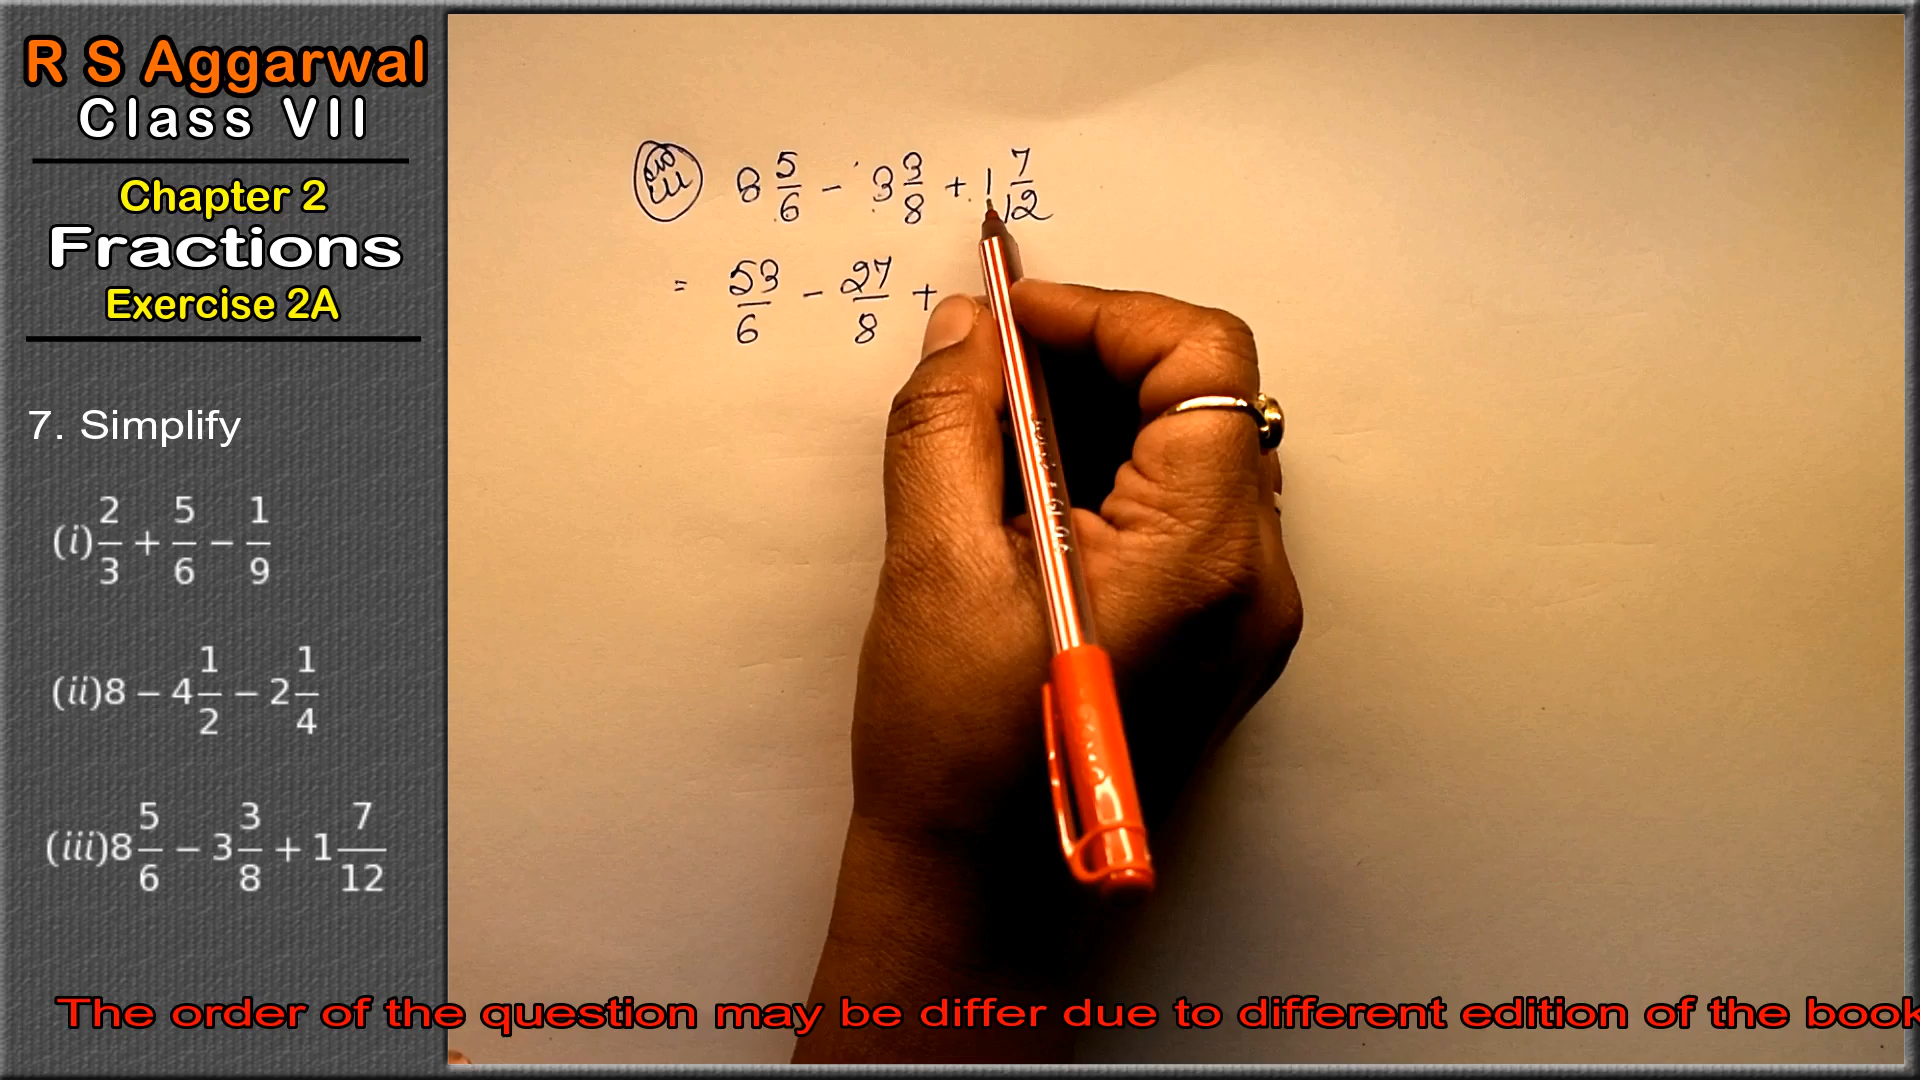 R S Aggarwal
Class VII
Chapter 2
Fractions
Exercise 2A
7. Simplify
(i) 2/3 + 5/6 − 1/9
(ii) 8 − 4 1/2 − 2 1/4
(iii) 8 5/6 − 3 3/8 + 1 7/12
iii 8 5/6 − 3 3/8 + 1 7/12
= 53/6 − 27/8 +
The order of the question may be differ due to different edition of the book